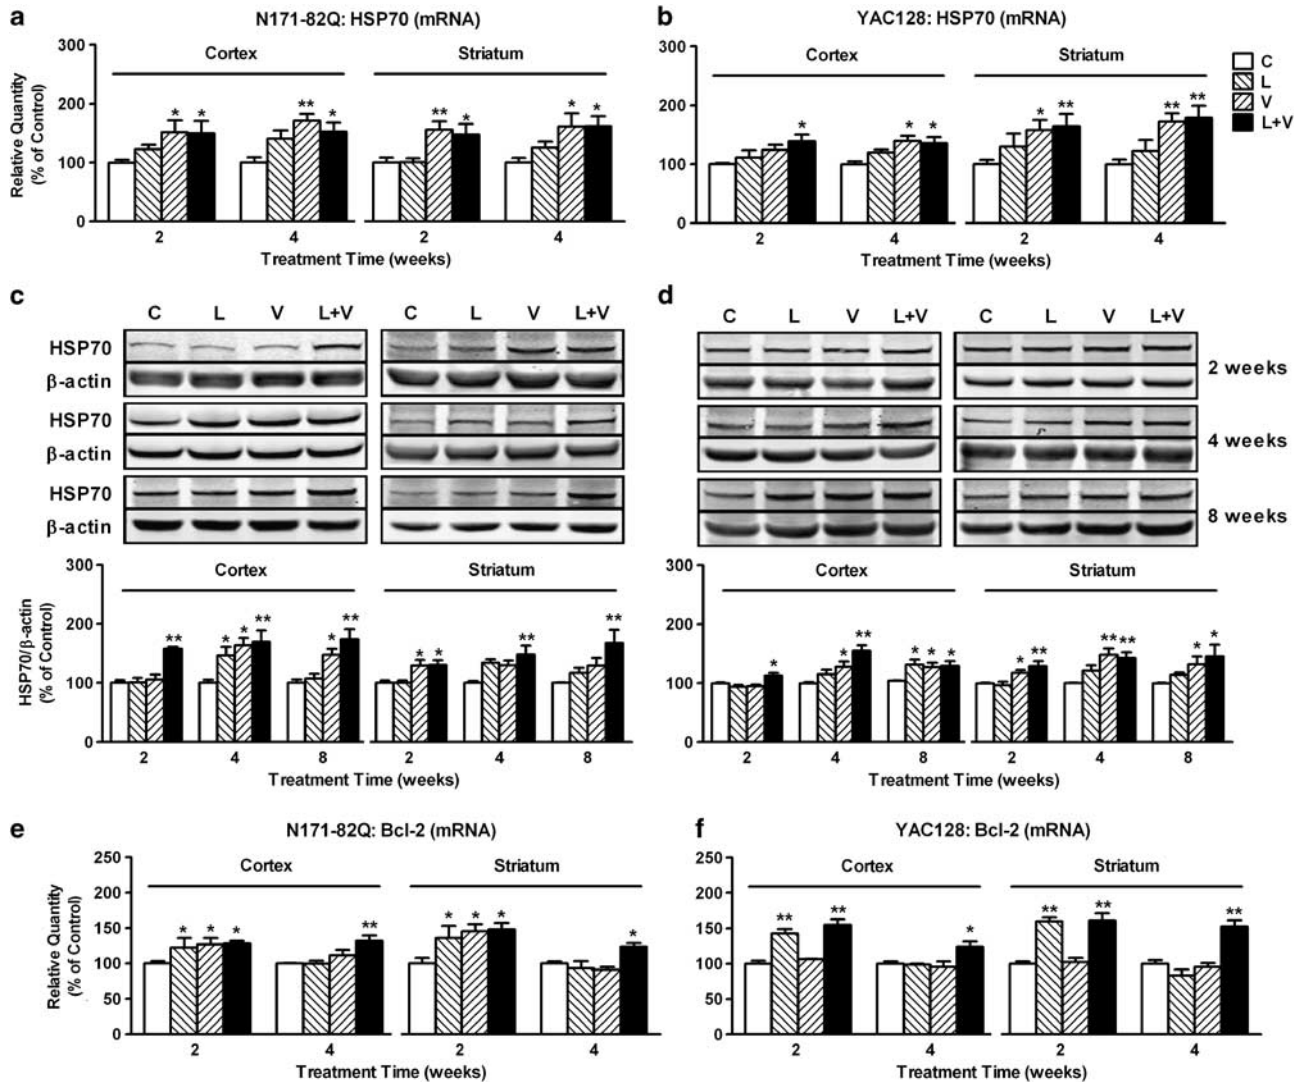 a
N171-82Q: HSP70 (mRNA)
Relative Quantity
(% of Control)
300
200
100
0
Cortex
Striatum
* *
** *
** *
* *
2
4
2
4
Treatment Time (weeks)
b
YAC128: HSP70 (mRNA)
300
200
100
0
Cortex
Striatum
*
* *
* **
** **
2
4
2
4
Treatment Time (weeks)
C
L
V
L+V
c
C L V L+V
C L V L+V
HSP70
β-actin
HSP70
β-actin
HSP70
β-actin
HSP70/β-actin
(% of Control)
300
200
100
0
Cortex
Striatum
**
* * **
* **
* *
**
**
2
4
8
2
4
8
Treatment Time (weeks)
d
C L V L+V
C L V L+V
2 weeks
4 weeks
8 weeks
300
200
100
0
Cortex
Striatum
*
* **
* * *
* **
** **
* *
2
4
8
2
4
8
Treatment Time (weeks)
e
N171-82Q: Bcl-2 (mRNA)
Relative Quantity
(% of Control)
250
200
150
100
50
0
Cortex
Striatum
* * *
**
* * *
*
2
4
2
4
Treatment Time (weeks)
f
YAC128: Bcl-2 (mRNA)
250
200
150
100
50
0
Cortex
Striatum
** **
*
** **
**
2
4
2
4
Treatment Time (weeks)